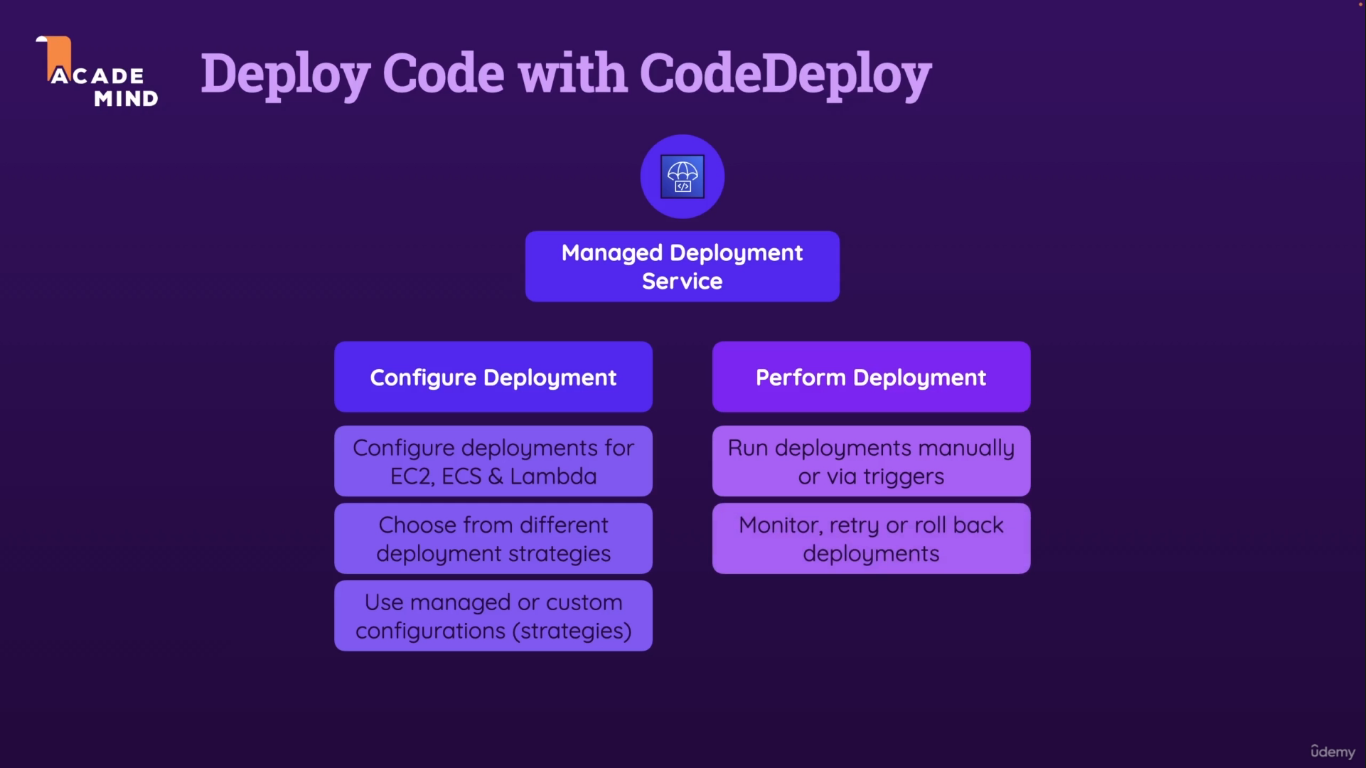 ACADE
MIND
Deploy Code with CodeDeploy
</>
Managed Deployment
Service
Configure Deployment
Configure deployments for
EC2, ECS & Lambda
Choose from different
deployment strategies
Use managed or custom
configurations (strategies)
Perform Deployment
Run deployments manually
or via triggers
Monitor, retry or roll back
deployments
ûdemy